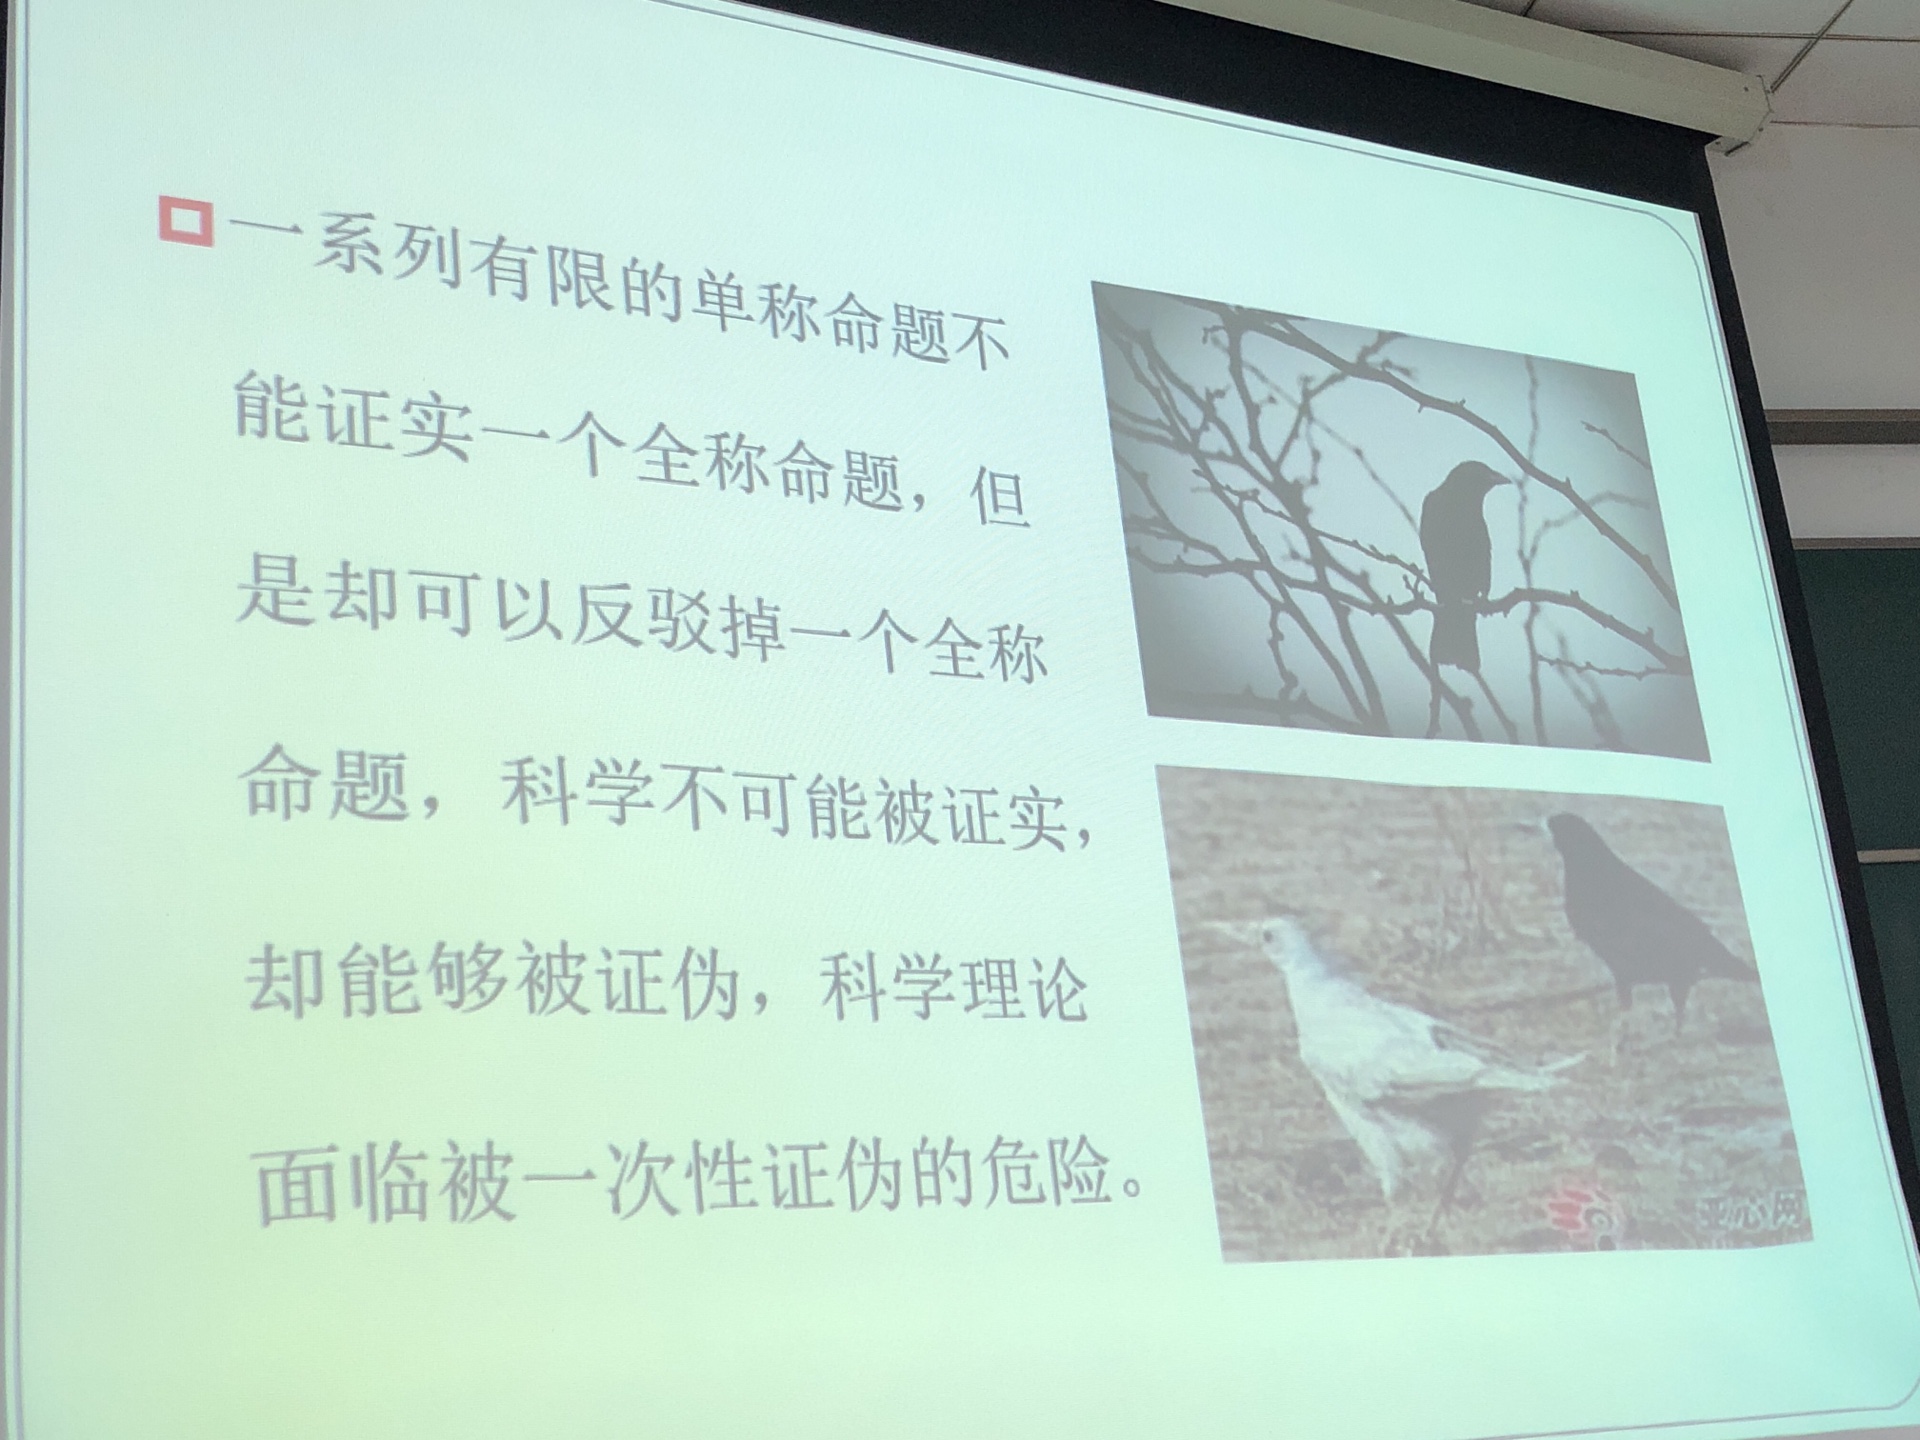 一系列有限的单称命题不
能证实一个全称命题，但
是却可以反驳掉一个全称
命题，科学不可能被证实，
却能够被证伪，科学理论
面临被一次性证伪的危险。
亚心网